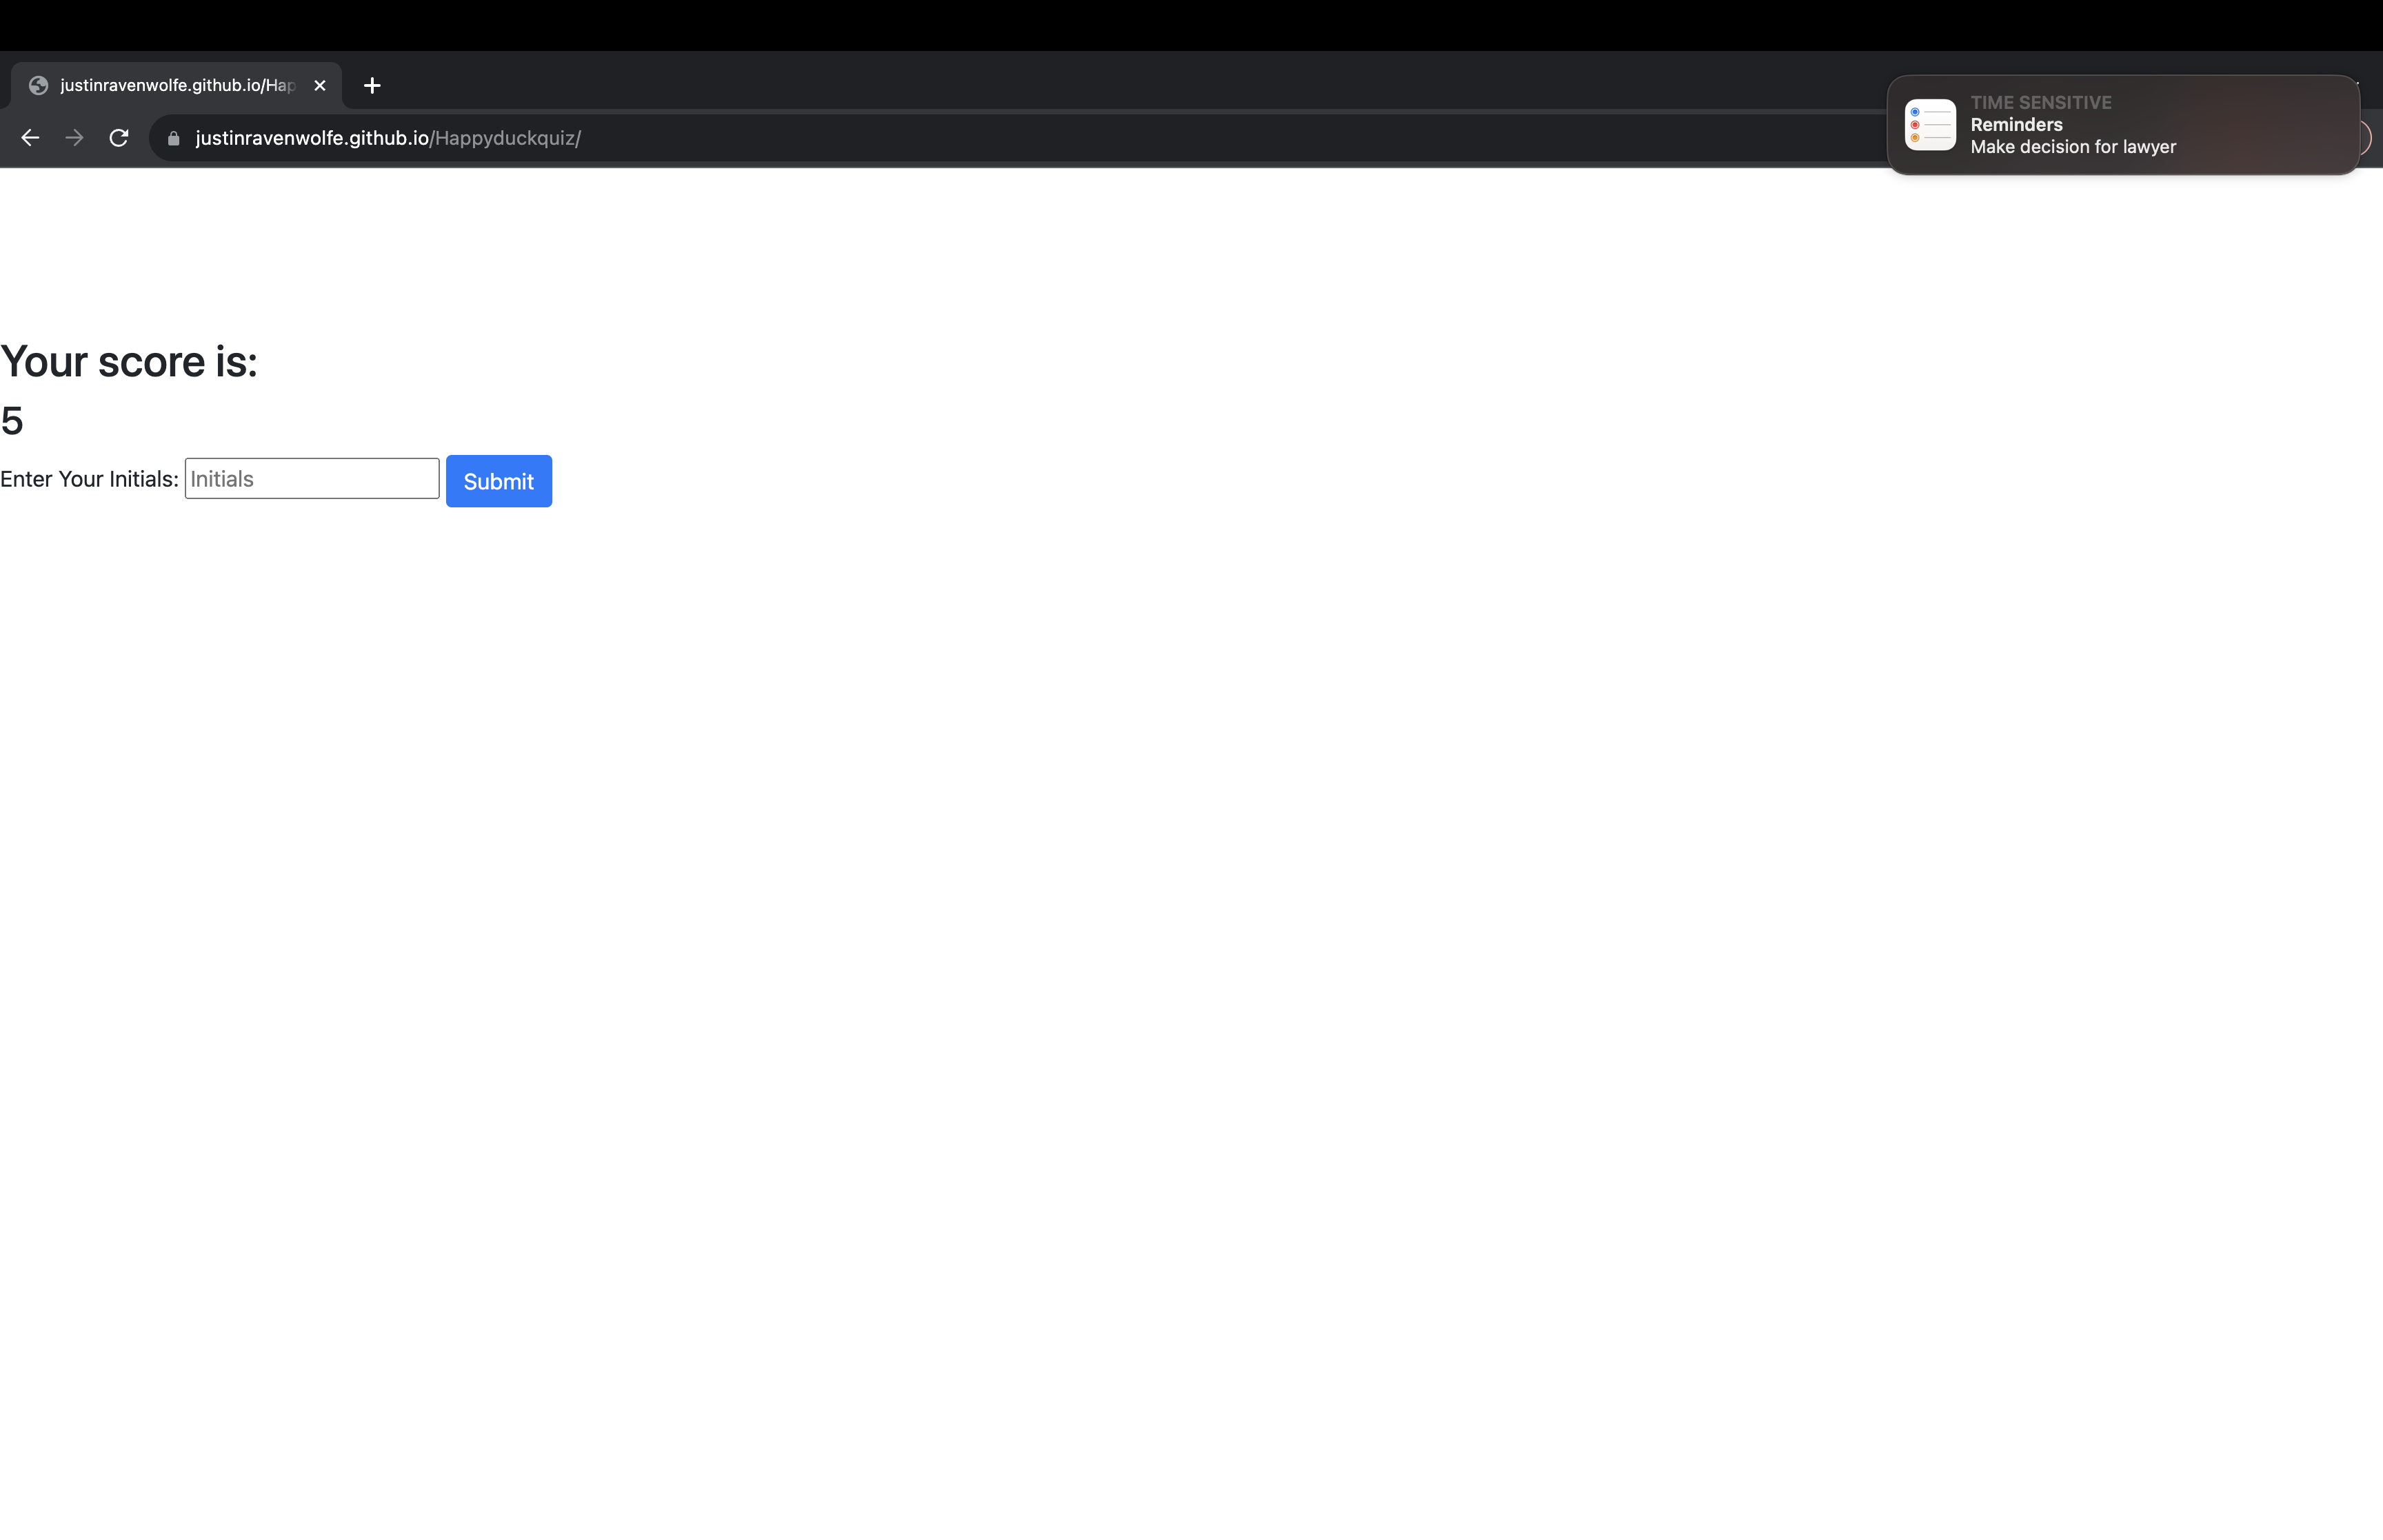 justinravenwolfe.github.io/Hap
justinravenwolfe.github.io/Happyduckquiz/
TIME SENSITIVE
Reminders
Make decision for lawyer
Your score is:
5
Enter Your Initials: Initials Submit